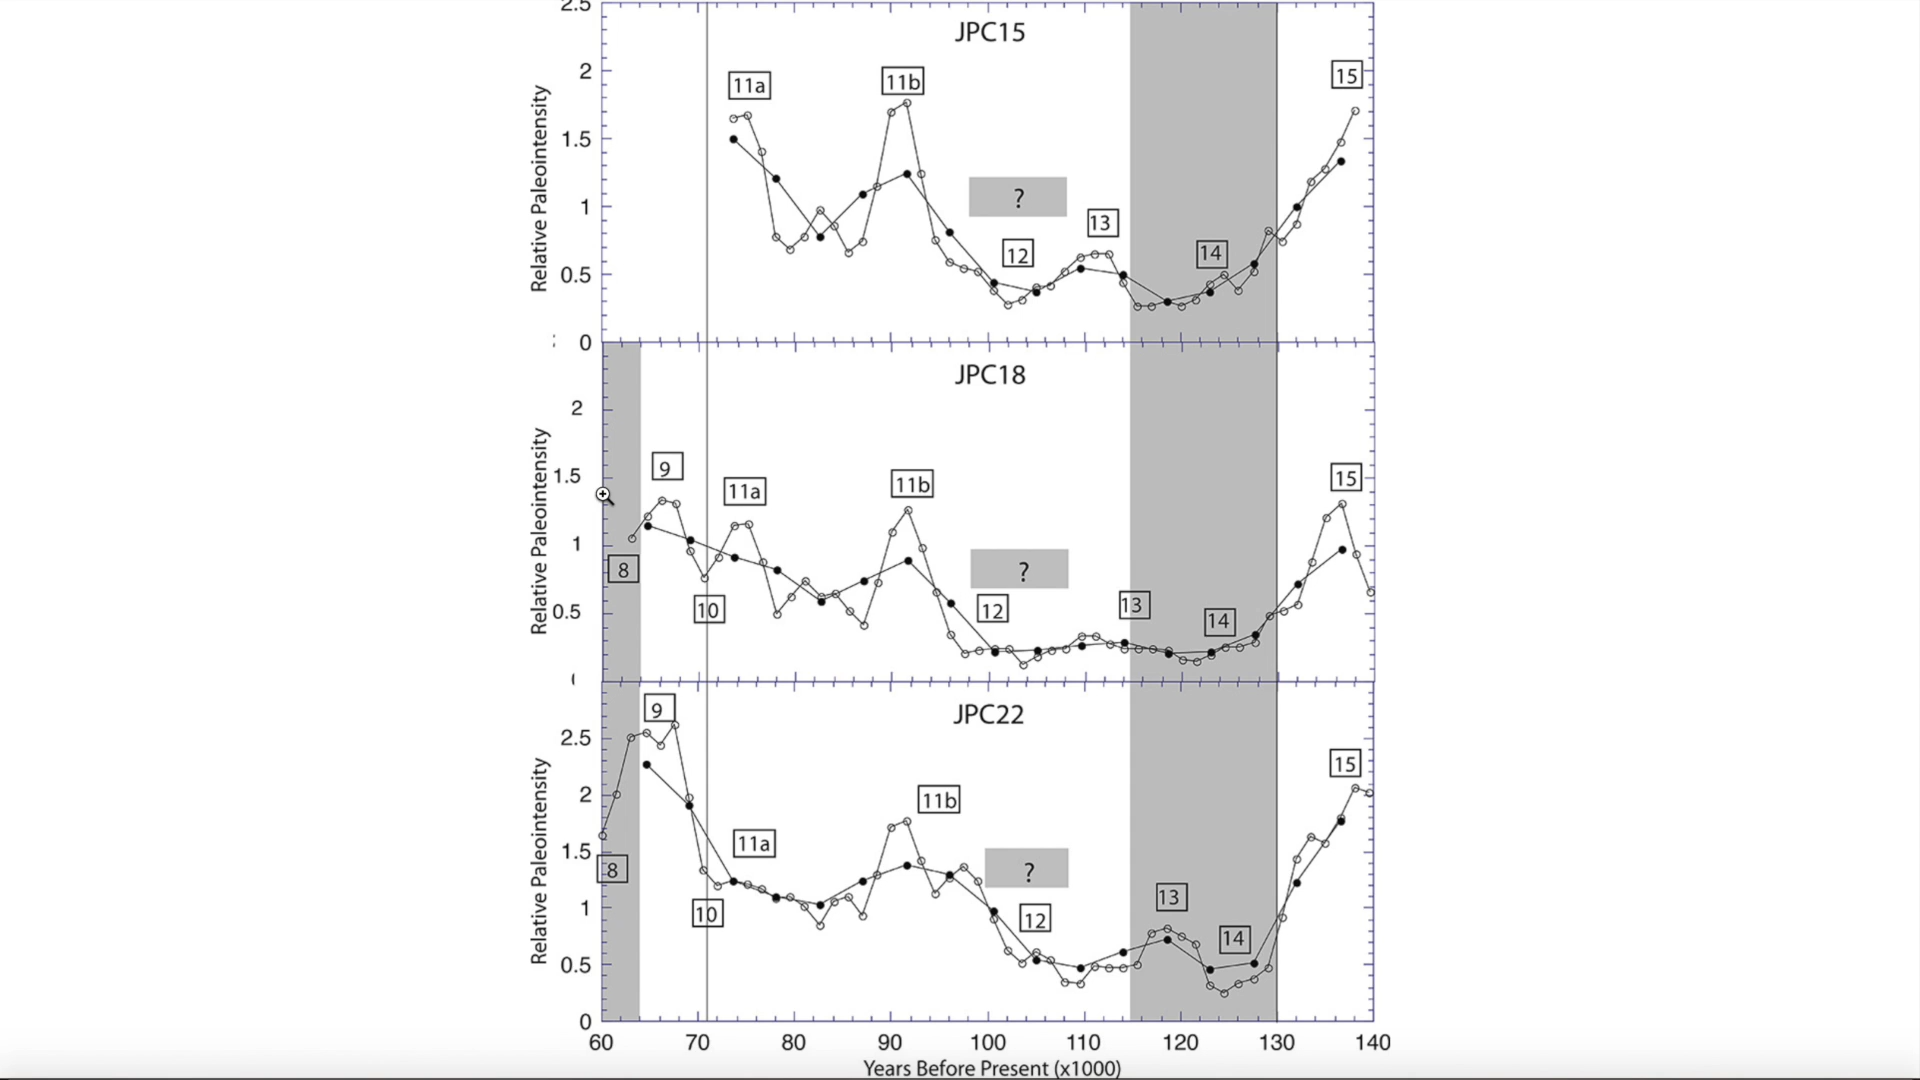 2.5
JPC15
2
11a
11b
15
1.5
Relative Paleointensity
1
?
13
12
14
0.5
0
JPC18
2
9
11a
11b
15
1.5
Relative Paleointensity
1
8
?
10
12
13
14
0.5
JPC22
9
2.5
15
2
11b
Relative Paleointensity
11a
1.5
8
?
10
13
1
12
14
0.5
0
60 70 80 90 100 110 120 130 140
Years Before Present (x1000)